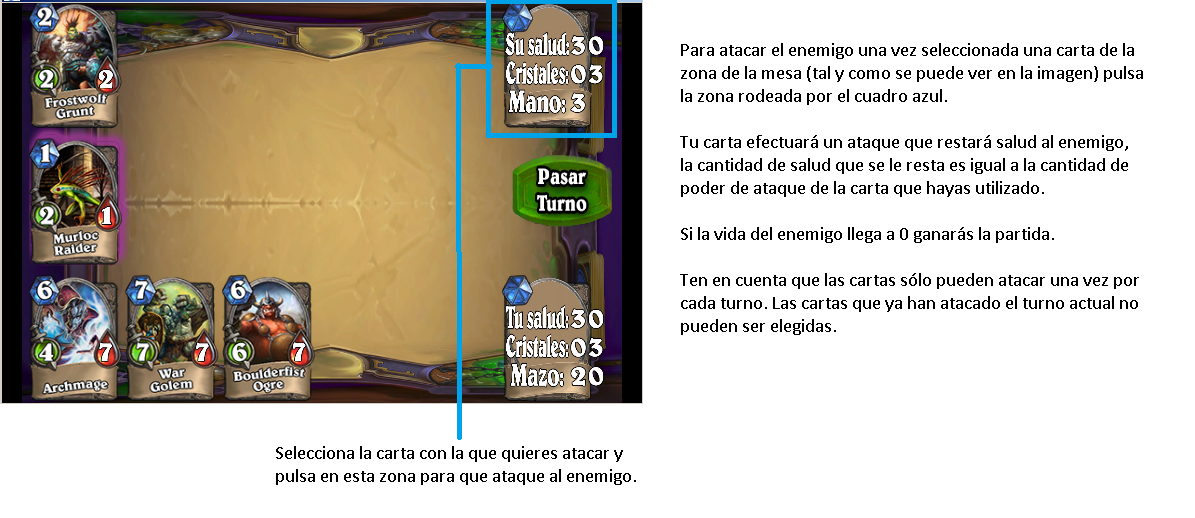 2
2
2
Frostwolf
Grunt
Su salud:30
Cristales:03
Mano: 3
1
2
1
Murloc
Raider
Pasar
Turno
6
4
7
Archmage
7
7
7
War
Golem
6
6
7
Boulderfist
Ogre
Tu salud:30
Cristales:03
Mazo: 20
Selecciona la carta con la que quieres atacar y
pulsa en esta zona para que ataque al enemigo.
Para atacar el enemigo una vez seleccionada una carta de la
zona de la mesa (tal y como se puede ver en la imagen) pulsa
la zona rodeada por el cuadro azul.
Tu carta efectuará un ataque que restará salud al enemigo,
la cantidad de salud que se le resta es igual a la cantidad de
poder de ataque de la carta que hayas utilizado.
Si la vida del enemigo llega a 0 ganarás la partida.
Ten en cuenta que las cartas sólo pueden atacar una vez por
cada turno. Las cartas que ya han atacado el turno actual no
pueden ser elegidas.